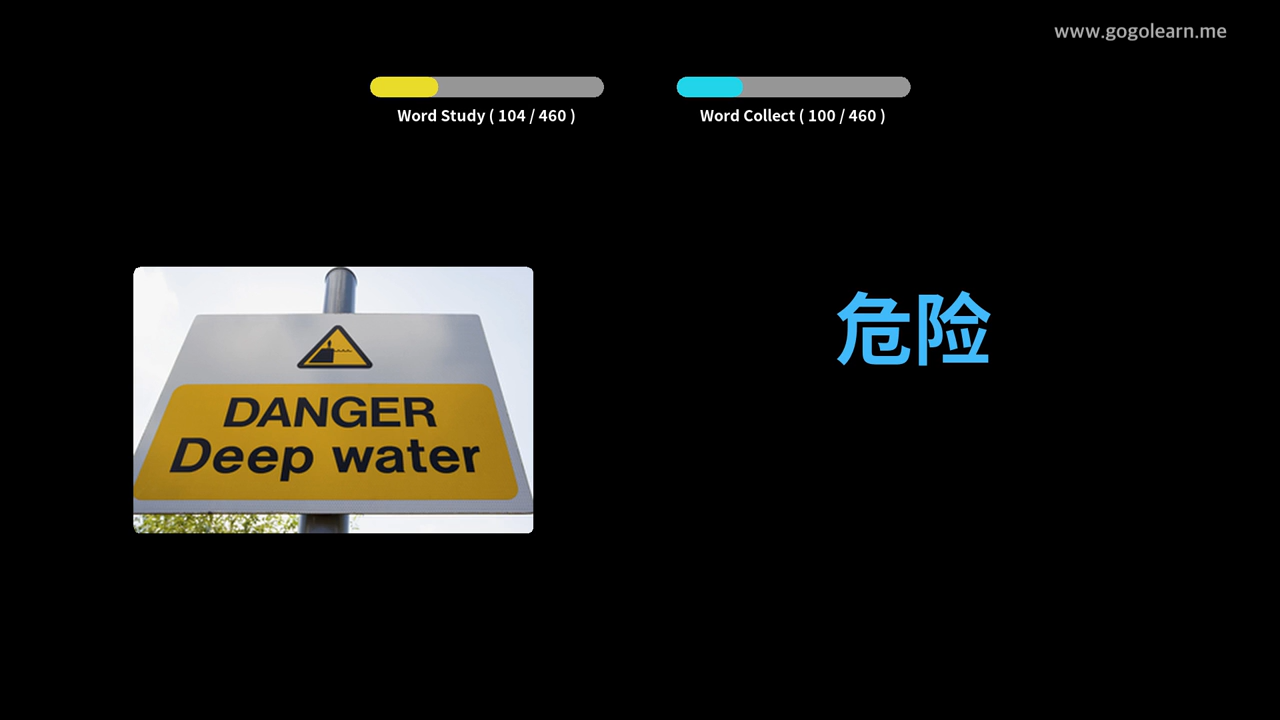 www.gogolearn.me
Word Study ( 104 / 460 )
Word Collect ( 100 / 460 )
危险
DANGER
Deep water